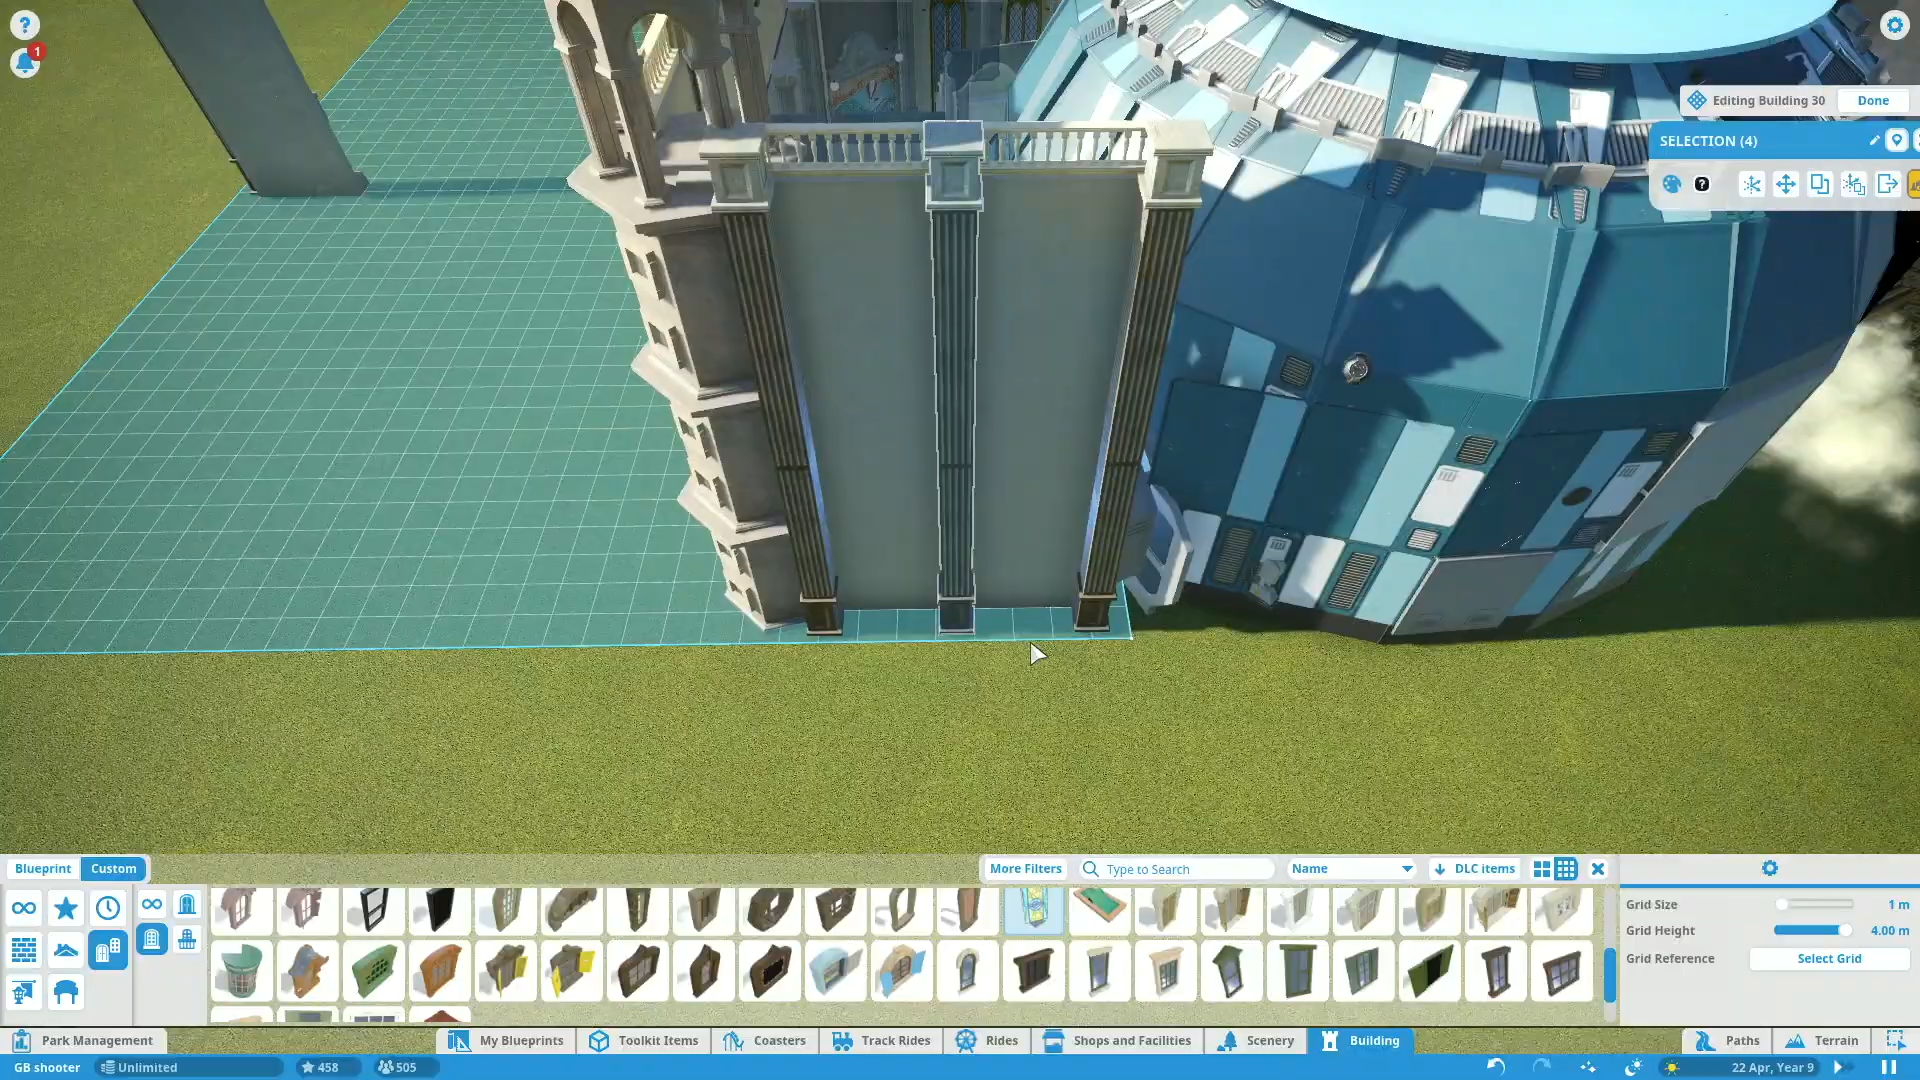 ?
1
Editing Building 30
Done
SELECTION (4)
?
Blueprint
Custom
More Filters
Type to Search
Name
DLC items
Grid Size
1 m
Grid Height
4.00 m
Grid Reference
Select Grid
Park Management
My Blueprints
Toolkit Items
Coasters
Track Rides
Rides
Shops and Facilities
Scenery
Building
Paths
Terrain
GB shooter
Unlimited
458
505
22 Apr, Year 9